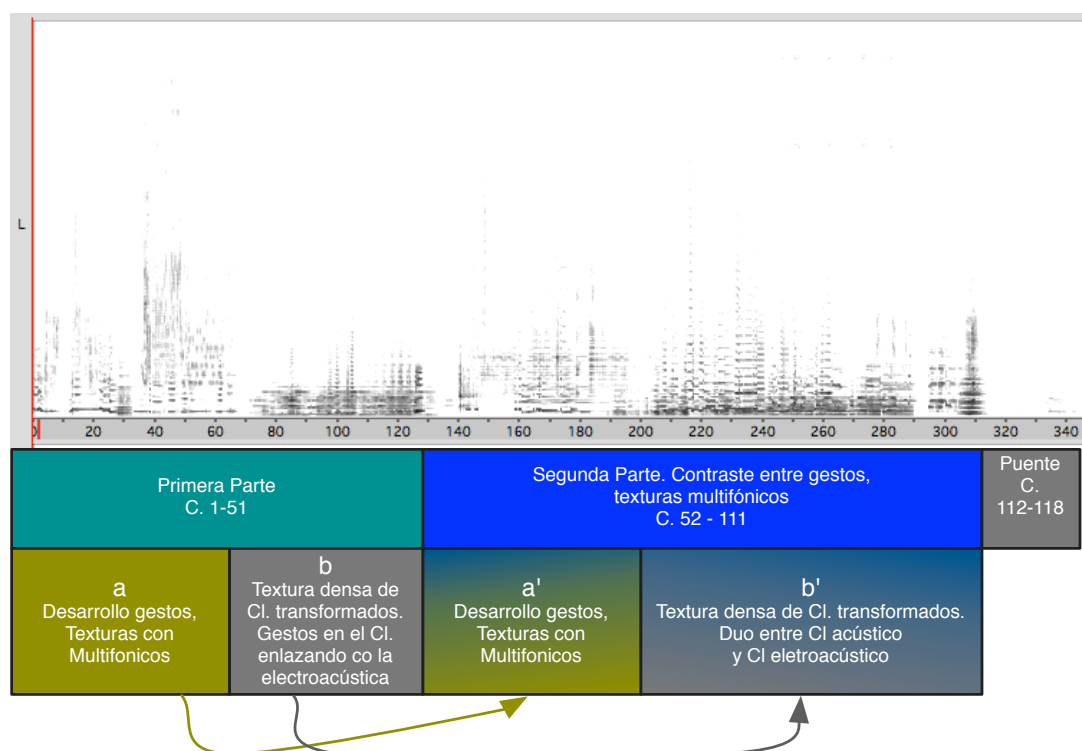 L
0 20 40 60 80 100 120 140 160 180 200 220 240 260 280 300 320 340
Primera Parte
C. 1-51
Segunda Parte. Contraste entre gestos,
texturas multifónicos
C. 52 - 111
Puente
C.
112-118
a
Desarrollo gestos,
Texturas con
Multifonicos
b
Textura densa de
Cl. transformados.
Gestos en el Cl.
enlazando co la
electroacústica
a'
Desarrollo gestos,
Texturas con
Multifonicos
b'
Textura densa de Cl. transformados.
Duo entre Cl acústico
y Cl eletroacústico